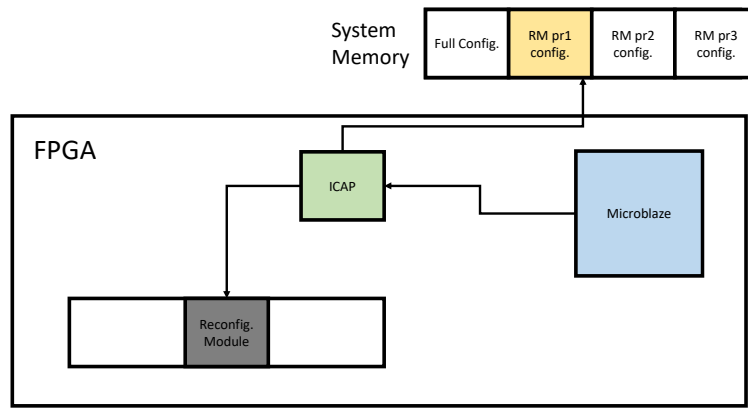 System
Memory
Full Config.
RM pr1
config.
RM pr2
config.
RM pr3
config.
FPGA
ICAP
Microblaze
Reconfig.
Module